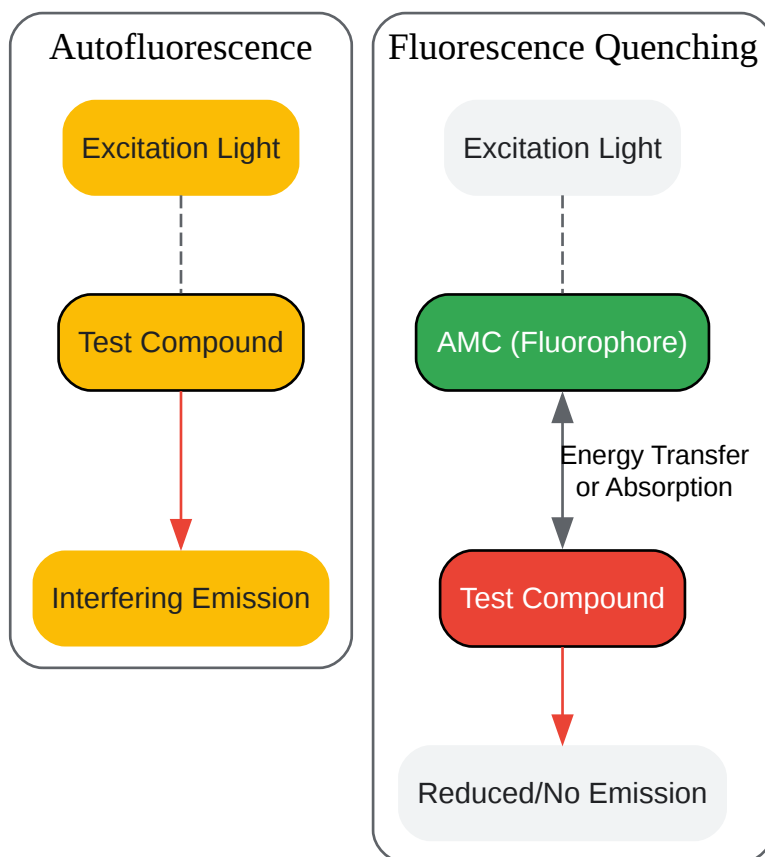 Autofluorescence
Excitation Light
Test Compound
Interfering Emission
Fluorescence Quenching
Excitation Light
AMC (Fluorophore)
Energy Transfer
or Absorption
Test Compound
Reduced/No Emission